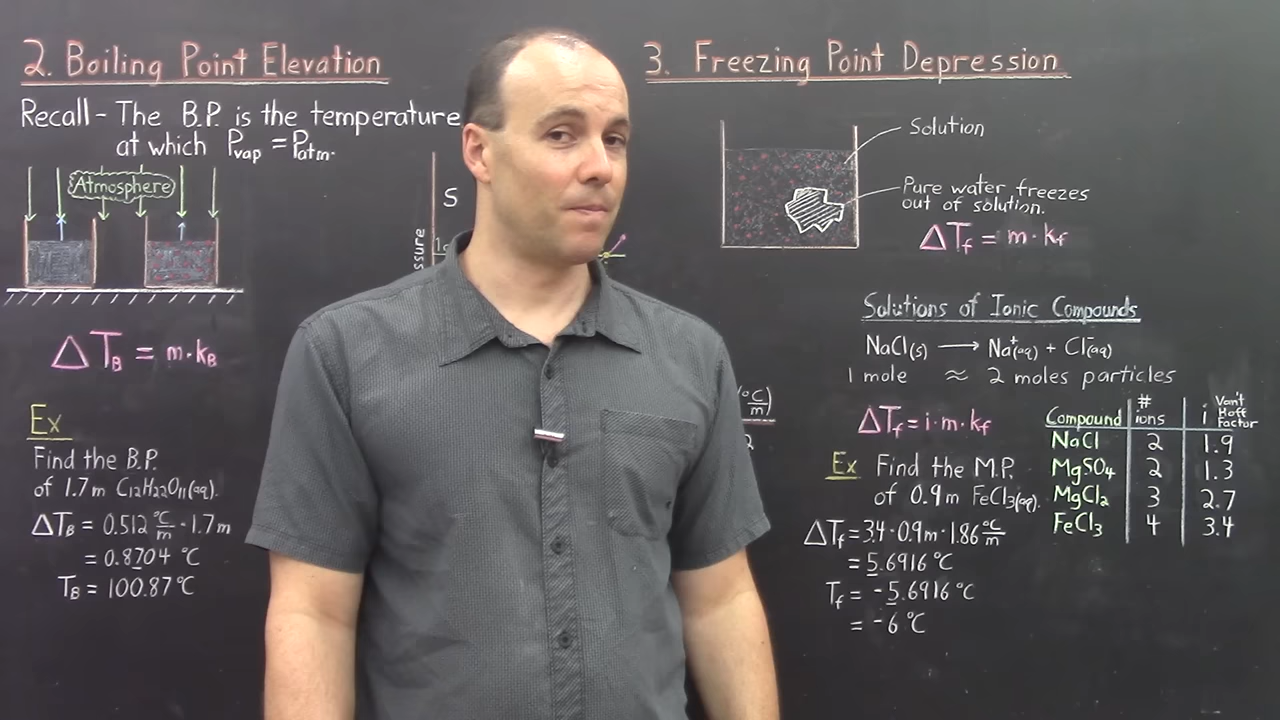 2. Boiling Point Elevation
Recall - The B.P. is the temperature
at which Pvap = Patm.
Atmosphere
ΔTB = m·kB
Ex
Find the B.P.
of 1.7m C12H22O11(aq).
ΔTB = 0.512 °C/m · 1.7m
= 0.8704 °C
TB = 100.87°C
S
°C/m)
3. Freezing Point Depression
Solution
Pure water freezes
out of solution.
ΔTf = m·kf
Solutions of Ionic Compounds
NaCl(s) → Na+(aq) + Cl-(aq)
1 mole ≈ 2 moles particles
ΔTf = i·m·kf
Ex Find the M.P.
of 0.9m FeCl3(aq).
ΔTf = 3.4·0.9m·1.86 °C/m
= 5.6916 °C
Tf = -5.6916 °C
= -6 °C
Compound # ions i Van't Hoff Factor
NaCl 2 1.9
MgSO4 2 1.3
MgCl2 3 2.7
FeCl3 4 3.4